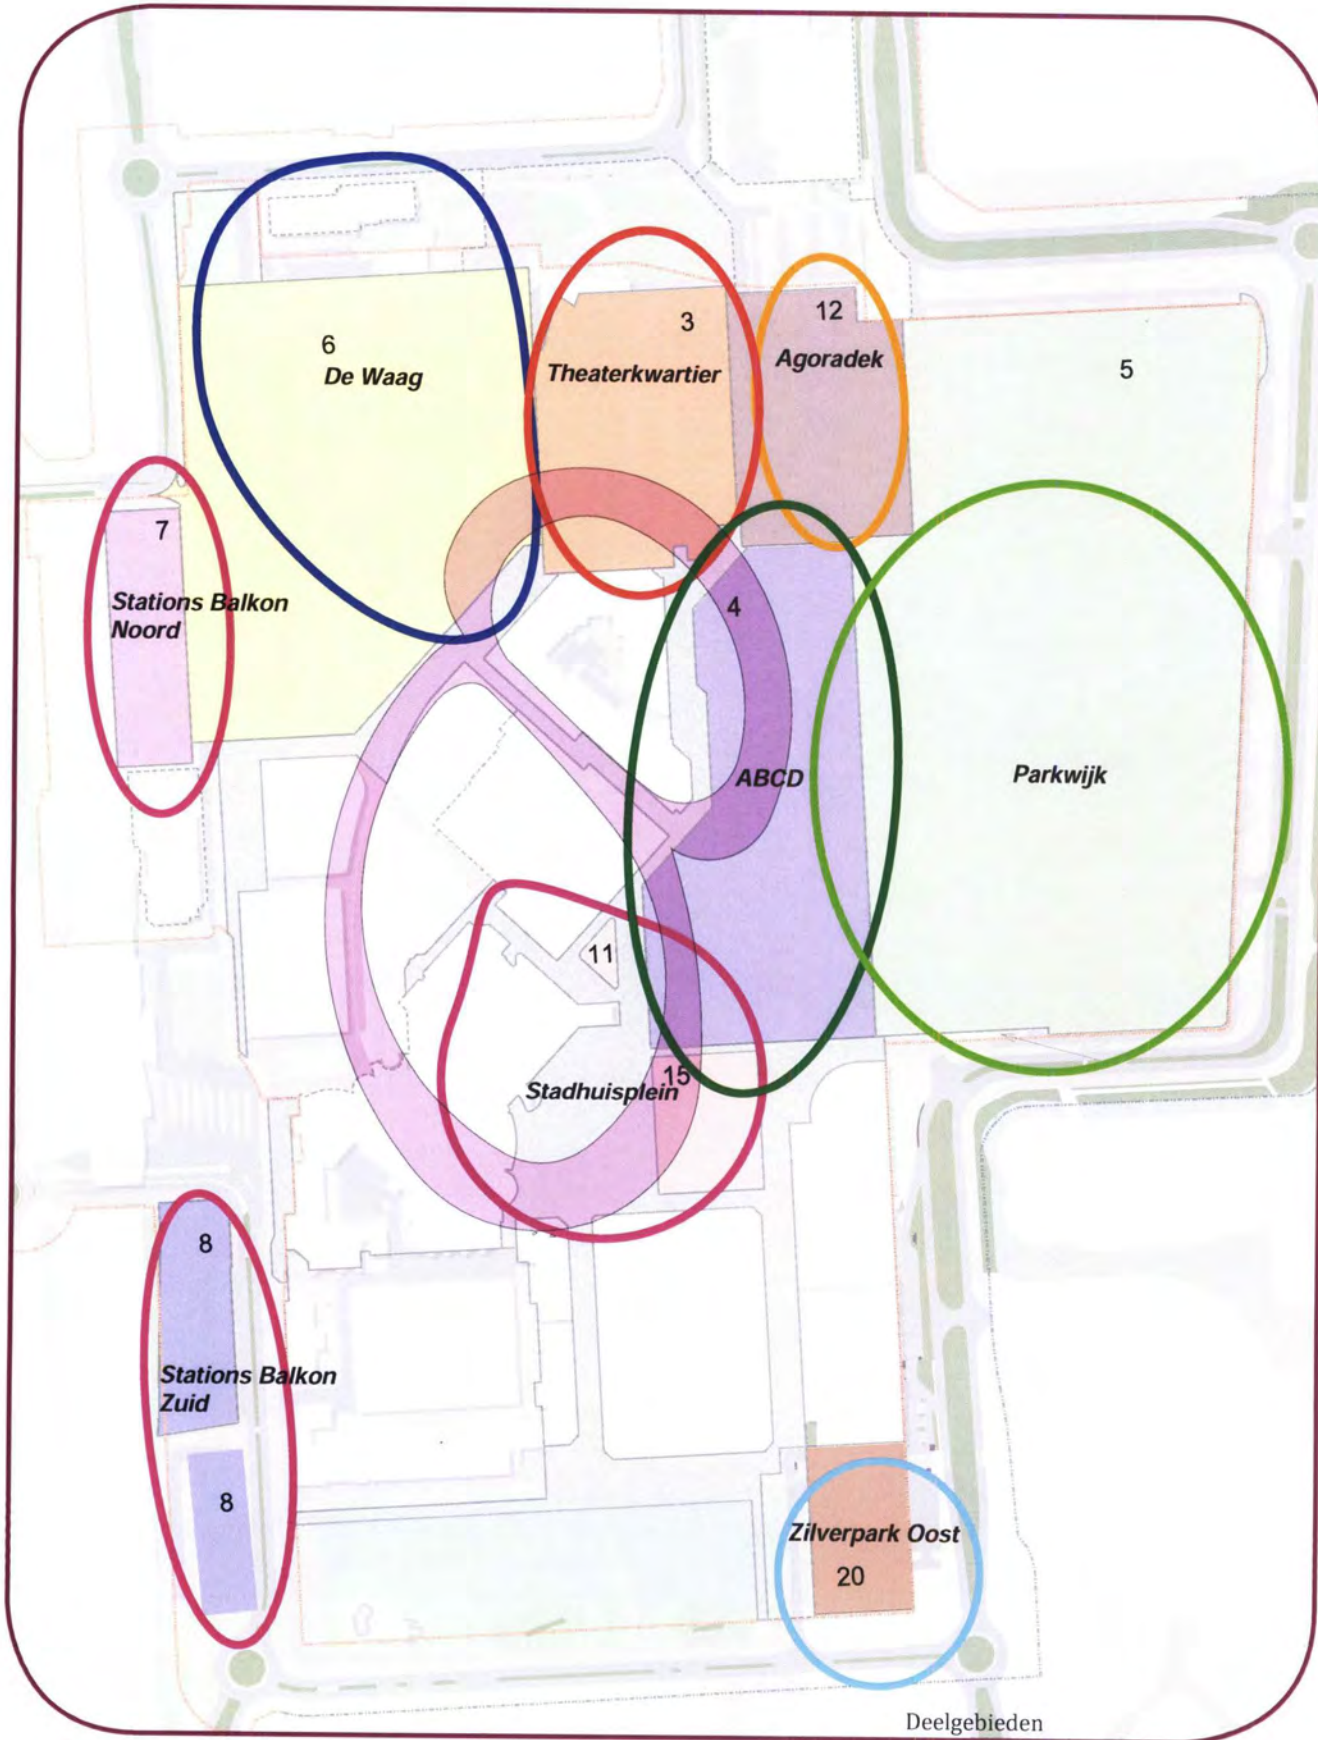 3
12
6
De Waag
Theaterkwartier
Agoradek
5
7
Stations Balkon
Noord
4
ABCD
Parkwijk
11
15
Stadhuisplein
8
Stations Balkon
Zuid
8
Zilverpark Oost
20
Deelgebieden